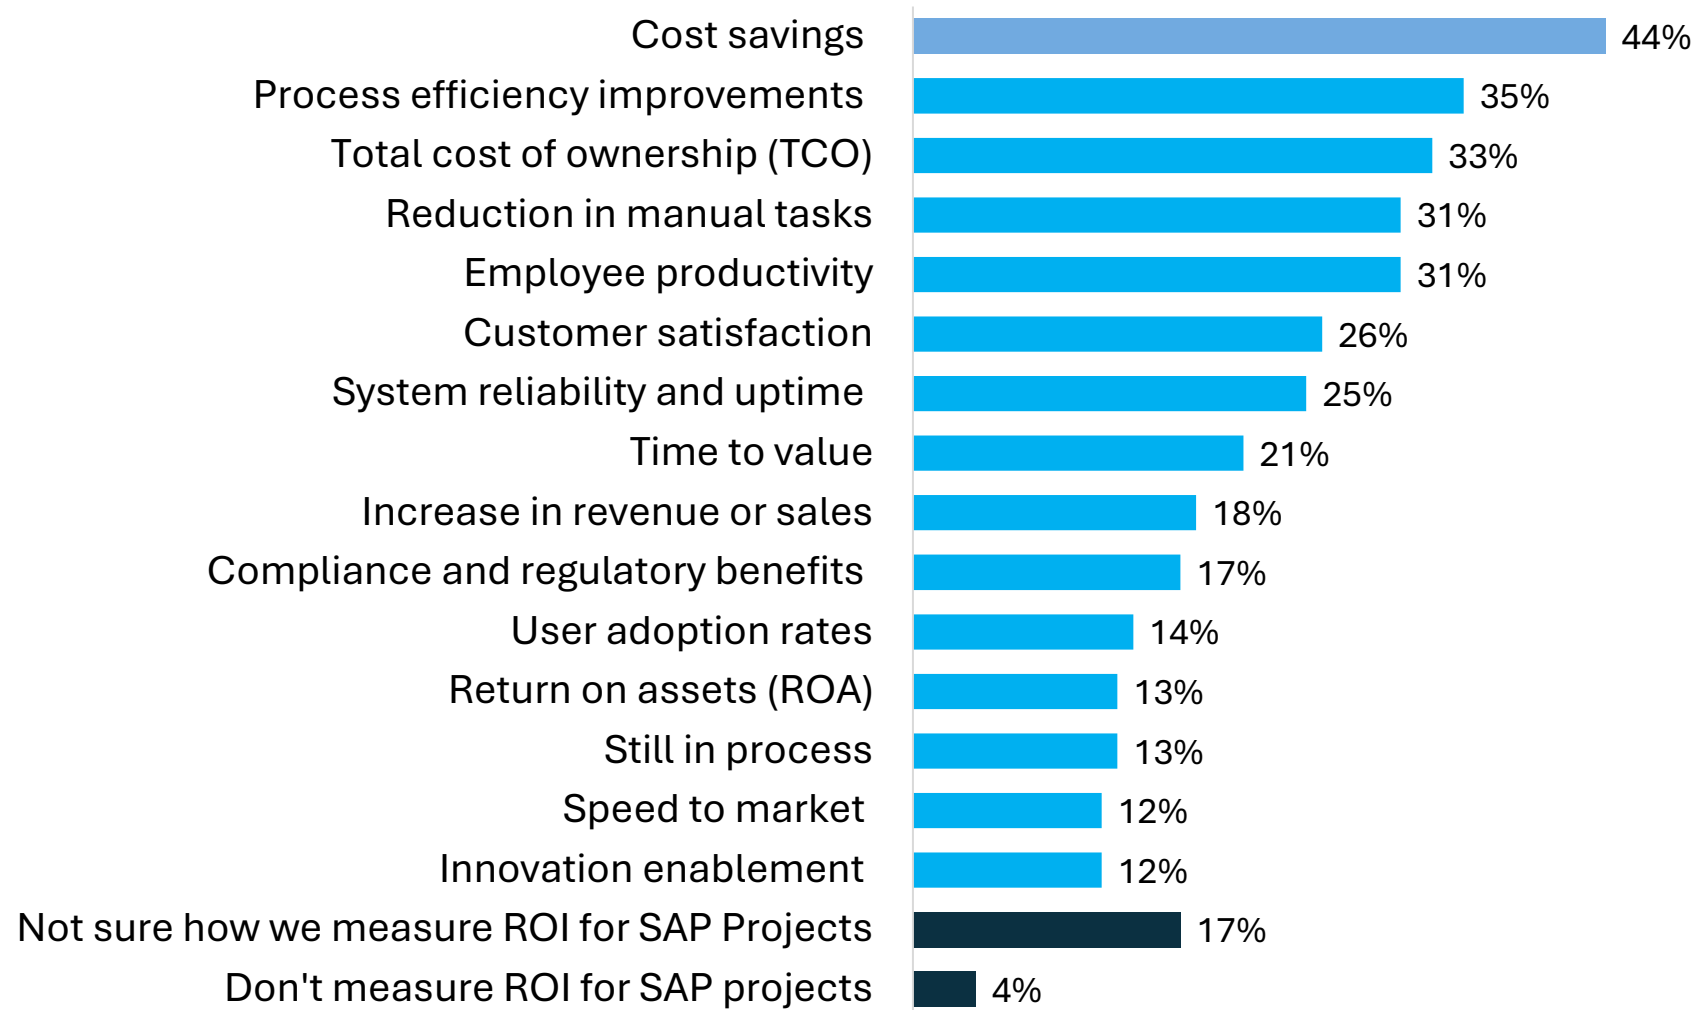 Cost savings 44%
Process efficiency improvements 35%
Total cost of ownership (TCO) 33%
Reduction in manual tasks 31%
Employee productivity 31%
Customer satisfaction 26%
System reliability and uptime 25%
Time to value 21%
Increase in revenue or sales 18%
Compliance and regulatory benefits 17%
User adoption rates 14%
Return on assets (ROA) 13%
Still in process 13%
Speed to market 12%
Innovation enablement 12%
Not sure how we measure ROI for SAP Projects 17%
Don't measure ROI for SAP projects 4%